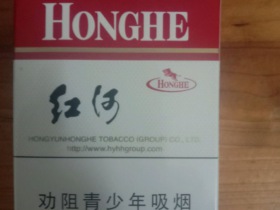 HONGHE
HONGHE
红河
HONGYUNHONGHE TOBACCO (GROUP) CO., LTD
http://www.hyhhgroup.com
劝阻青少年吸烟